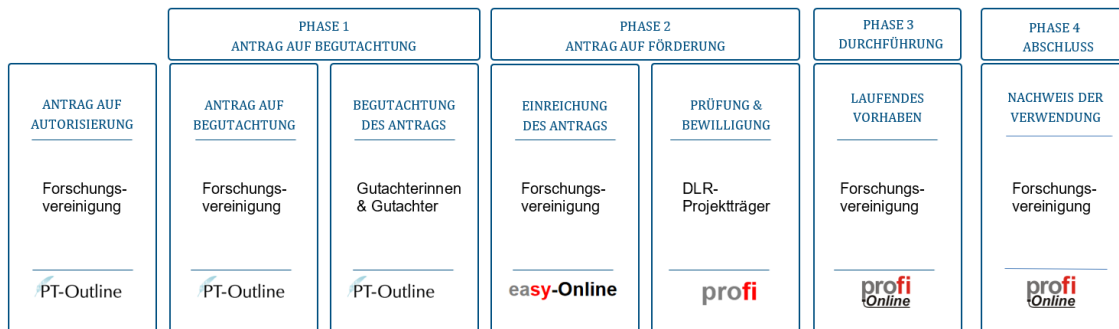 PHASE 1
ANTRAG AUF BEGUTACHTUNG
PHASE 2
ANTRAG AUF FÖRDERUNG
PHASE 3
DURCHFÜHRUNG
PHASE 4
ABSCHLUSS
ANTRAG AUF
AUTORISIERUNG
Forschungs-
vereinigung
PT-Outline
ANTRAG AUF
BEGUTACHTUNG
Forschungs-
vereinigung
PT-Outline
BEGUTACHTUNG
DES ANTRAGS
Gutachterinnen
& Gutachter
PT-Outline
EINREICHUNG
DES ANTRAGS
Forschungs-
vereinigung
easy-Online
PRÜFUNG &
BEWILLIGUNG
DLR-
Projektträger
profi
LAUFENDES
VORHABEN
Forschungs-
vereinigung
profi
-Online
NACHWEIS DER
VERWENDUNG
Forschungs-
vereinigung
profi
-Online